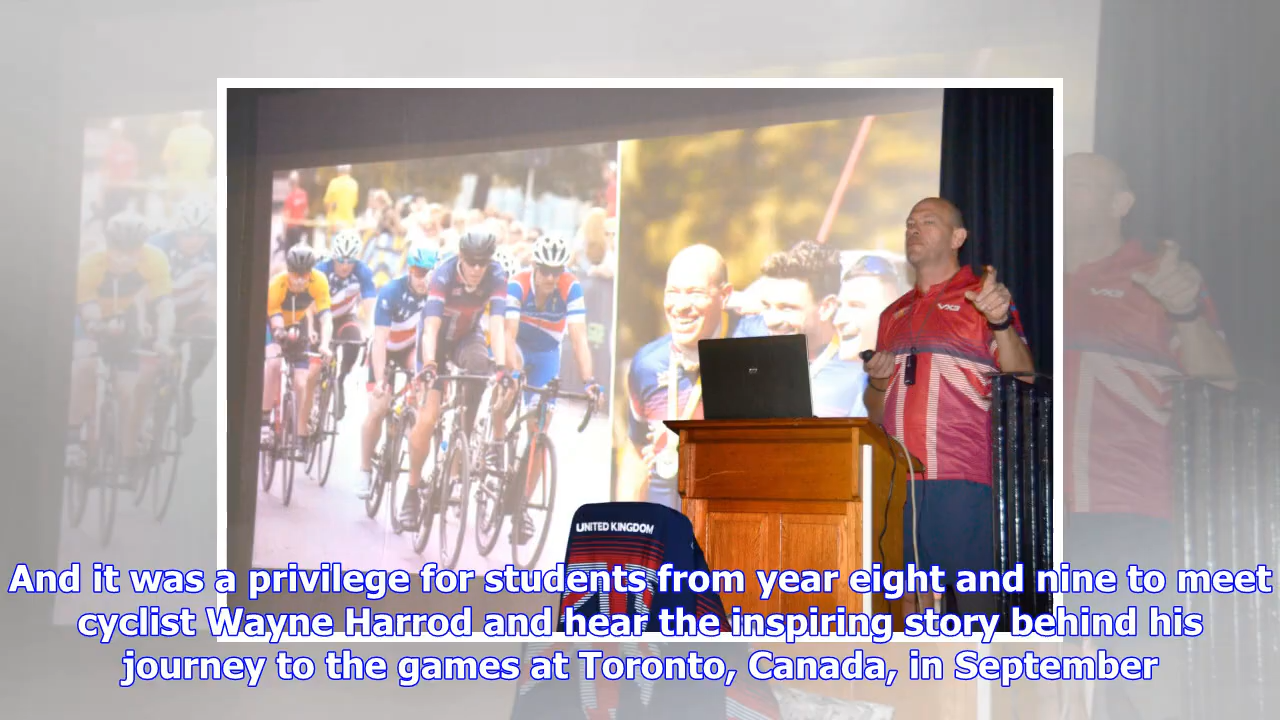 UNITED KINGDOM
And it was a privilege for students from year eight and nine to meet
cyclist Wayne Harrod and hear the inspiring story behind his
journey to the games at Toronto, Canada, in September